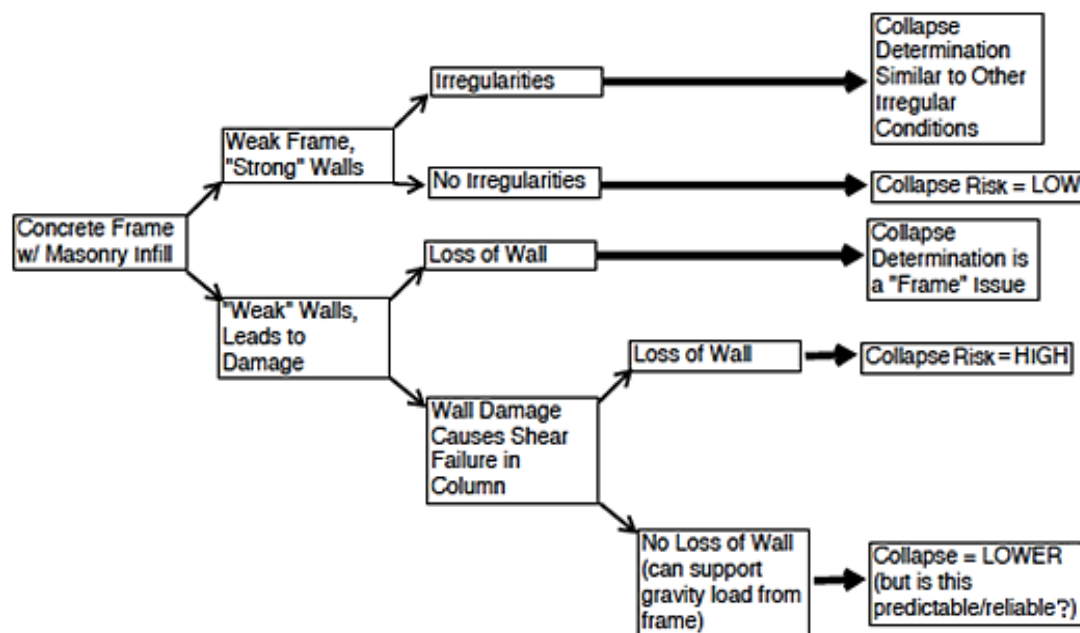 Concrete Frame
w/ Masonry Infill
Weak Frame,
"Strong" Walls
Irregularities
Collapse
Determination
Similar to Other
Irregular
Conditions
No Irregularities
Collapse Risk = LOW
"Weak" Walls,
Leads to
Damage
Loss of Wall
Collapse
Determination is
a "Frame" Issue
Wall Damage
Causes Shear
Failure in
Column
Loss of Wall
Collapse Risk = HIGH
No Loss of Wall
(can support
gravity load from
frame)
Collapse = LOWER
(but is this
predictable/reliable?)